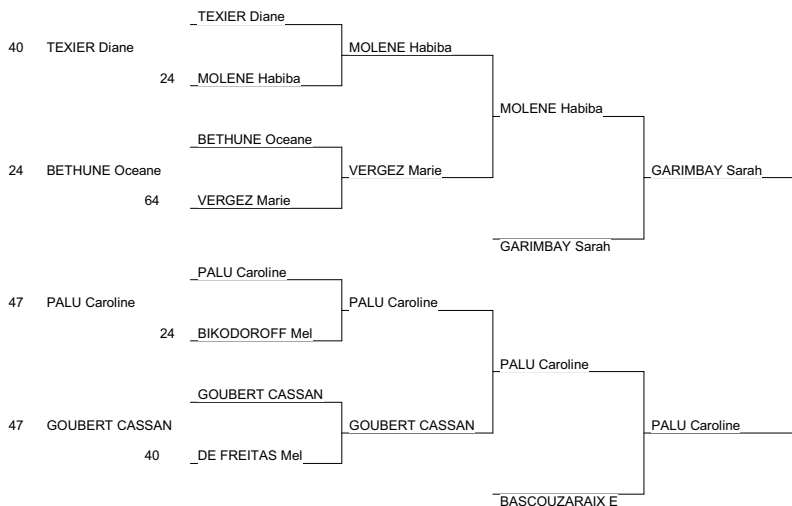 TEXIER Diane
40 TEXIER Diane MOLENE Habiba
24 MOLENE Habiba
MOLENE Habiba
BETHUNE Oceane
24 BETHUNE Oceane VERGEZ Marie GARIMBAY Sarah
64 VERGEZ Marie
GARIMBAY Sarah
PALU Caroline
47 PALU Caroline PALU Caroline
24 BIKODOROFF Mel
PALU Caroline
GOUBERT CASSAN
47 GOUBERT CASSAN GOUBERT CASSAN PALU Caroline
40 DE FREITAS Mel
BASCOUZARAIX E